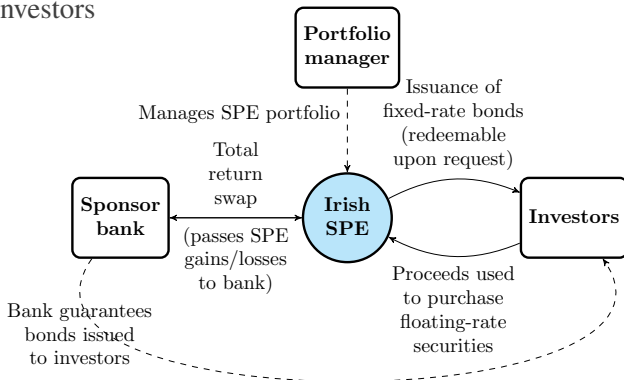 nvestors
Portfolio
manager
Issuance of
fixed-rate bonds
(redeemable
upon request)
Manages SPE portfolio
Total
return
swap
Sponsor
bank
Irish
SPE
Investors
(passes SPE
gains/losses
to bank)
Proceeds used
to purchase
floating-rate
securities
Bank guarantees
bonds issued
to investors